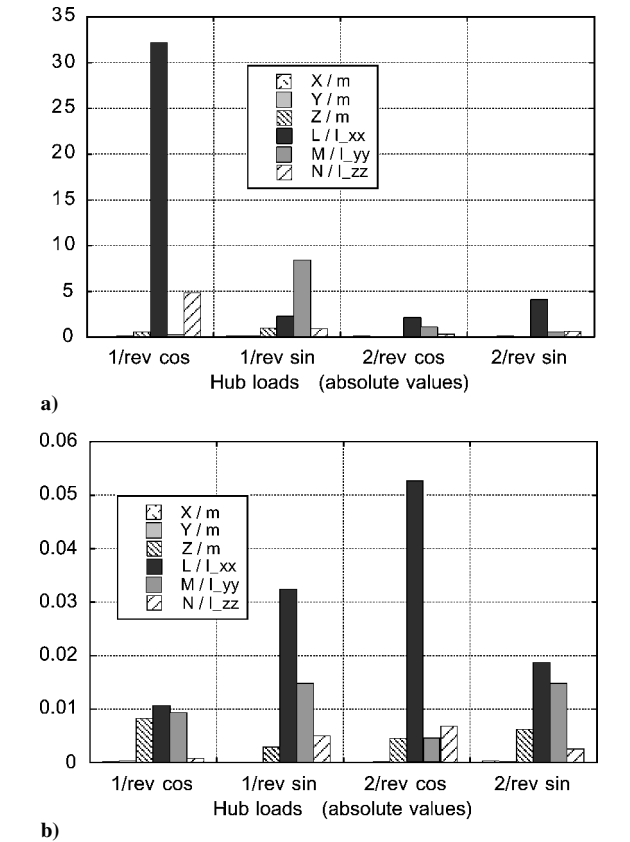 35
30
25
20
15
10
5
0
X / m
Y / m
Z / m
L / I_xx
M / I_yy
N / I_zz
1/rev cos 1/rev sin 2/rev cos 2/rev sin
Hub loads (absolute values)
a)
0.06
0.05
0.04
0.03
0.02
0.01
0
X / m
Y / m
Z / m
L / I_xx
M / I_yy
N / I_zz
1/rev cos 1/rev sin 2/rev cos 2/rev sin
Hub loads (absolute values)
b)